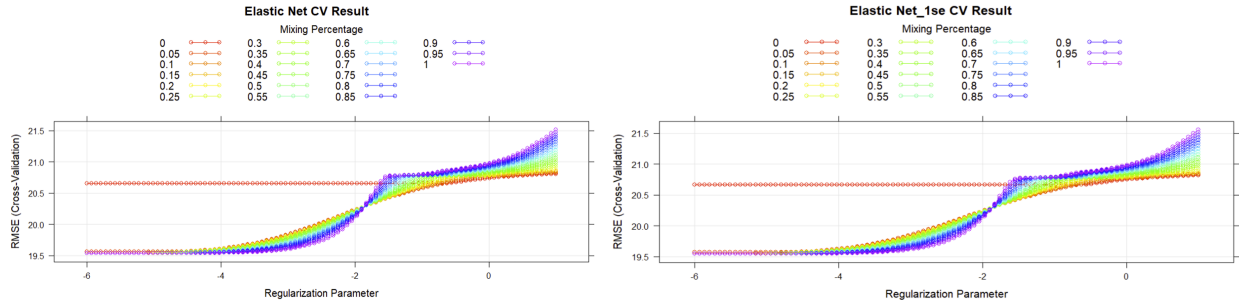 Elastic Net CV Result
Mixing Percentage
0 0.3 0.6 0.9
0.05 0.35 0.65 0.95
0.1 0.4 0.7 1
0.15 0.45 0.75
0.2 0.5 0.8
0.25 0.55 0.85
RMSE (Cross-Validation)
21.5
21.0
20.5
20.0
19.5
-6 -4 -2 0
Regularization Parameter
Elastic Net_1se CV Result
Mixing Percentage
0 0.3 0.6 0.9
0.05 0.35 0.65 0.95
0.1 0.4 0.7 1
0.15 0.45 0.75
0.2 0.5 0.8
0.25 0.55 0.85
RMSE (Cross-Validation)
21.5
21.0
20.5
20.0
19.5
-6 -4 -2 0
Regularization Parameter